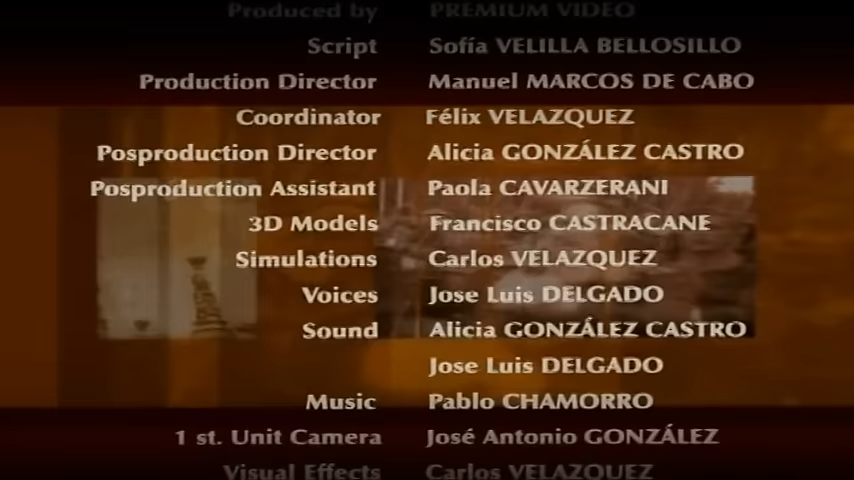 Produced by PREMIUM VIDEO
Script Sofía VELILLA BELLOSILLO
Production Director Manuel MARCOS DE CABO
Coordinator Félix VELAZQUEZ
Posproduction Director Alicia GONZÁLEZ CASTRO
Posproduction Assistant Paola CAVARZERANI
3D Models Francisco CASTRACANE
Simulations Carlos VELAZQUEZ
Voices Jose Luis DELGADO
Sound Alicia GONZÁLEZ CASTRO
Jose Luis DELGADO
Music Pablo CHAMORRO
1 st. Unit Camera José Antonio GONZÁLEZ
Visual Effects Carlos VELAZQUEZ